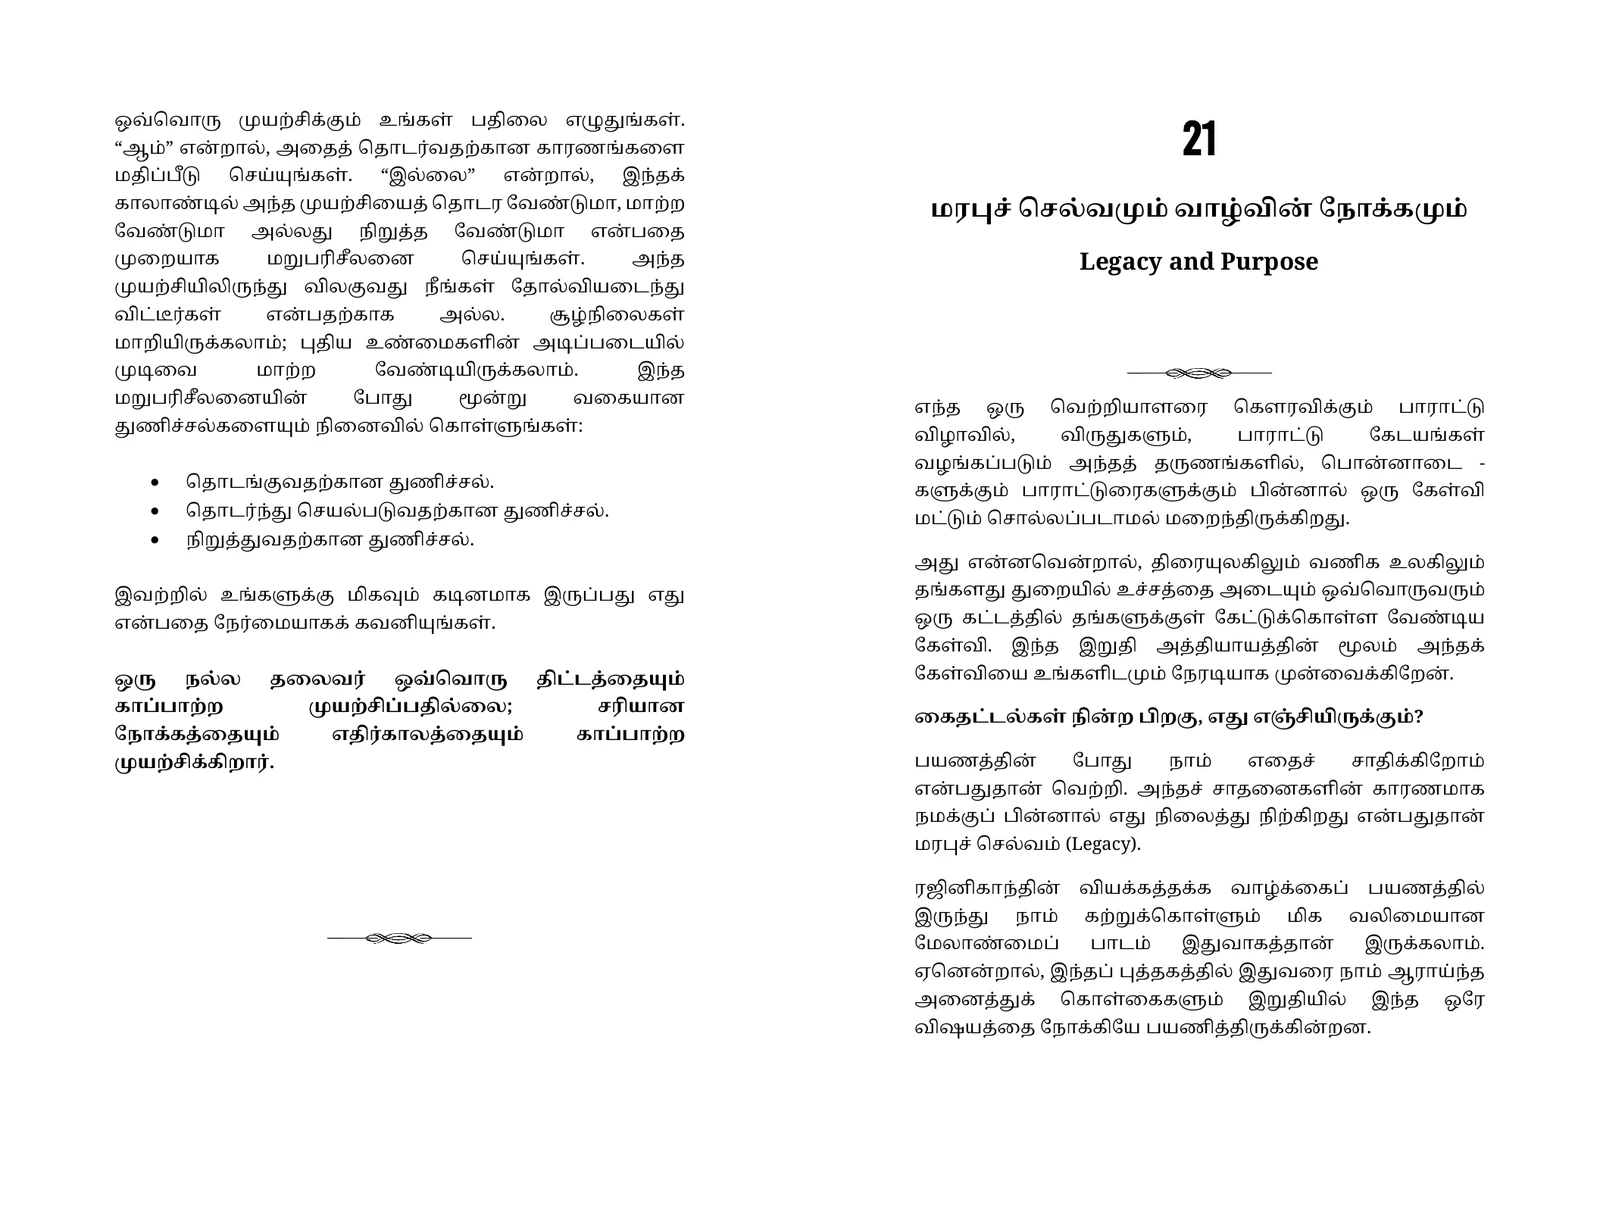 ஒவ்வொரு முயற்சிக்கும் உங்கள் பதிலை எழுதுங்கள்.
“ஆம்” என்றால், அதைத் தொடர்வதற்கான காரணங்களை
மதிப்பீடு செய்யுங்கள். “இல்லை” என்றால், இந்தக்
காலாண்டில் அந்த முயற்சியைத் தொடர வேண்டுமா, மாற்ற
வேண்டுமா அல்லது நிறுத்த வேண்டுமா என்பதை
முறையாக மறுபரிசீலனை செய்யுங்கள். அந்த
முயற்சியிலிருந்து விலகுவது நீங்கள் தோல்வியடைந்து
விட்டீர்கள் என்பதற்காக அல்ல. சூழ்நிலைகள்
மாறியிருக்கலாம்; புதிய உண்மைகளின் அடிப்படையில்
முடிவை மாற்ற வேண்டியிருக்கலாம். இந்த
மறுபரிசீலனையின் போது மூன்று வகையான
துணிச்சல்களையும் நினைவில் கொள்ளுங்கள்:
• தொடங்குவதற்கான துணிச்சல்.
• தொடர்ந்து செயல்படுவதற்கான துணிச்சல்.
• நிறுத்துவதற்கான துணிச்சல்.
இவற்றில் உங்களுக்கு மிகவும் கடினமாக இருப்பது எது
என்பதை நேர்மையாகக் கவனியுங்கள்.
ஒரு நல்ல தலைவர் ஒவ்வொரு திட்டத்தையும்
காப்பாற்ற முயற்சிப்பதில்லை; சரியான
நோக்கத்தையும் எதிர்காலத்தையும் காப்பாற்ற
முயற்சிக்கிறார்.
21
மரபுச் செல்வமும் வாழ்வின் நோக்கமும்
Legacy and Purpose
எந்த ஒரு வெற்றியாளரை கௌரவிக்கும் பாராட்டு
விழாவில், விருதுகளும், பாராட்டு கேடயங்கள்
வழங்கப்படும் அந்தத் தருணங்களில், பொன்னாடை -
களுக்கும் பாராட்டுரைகளுக்கும் பின்னால் ஒரு கேள்வி
மட்டும் சொல்லப்படாமல் மறைந்திருக்கிறது.
அது என்னவென்றால், திரையுலகிலும் வணிக உலகிலும்
தங்களது துறையில் உச்சத்தை அடையும் ஒவ்வொருவரும்
ஒரு கட்டத்தில் தங்களுக்குள் கேட்டுக்கொள்ள வேண்டிய
கேள்வி. இந்த இறுதி அத்தியாயத்தின் மூலம் அந்தக்
கேள்வியை உங்களிடமும் நேரடியாக முன்வைக்கிறேன்.
கைதட்டல்கள் நின்ற பிறகு, எது எஞ்சியிருக்கும்?
பயணத்தின் போது நாம் எதைச் சாதிக்கிறோம்
என்பதுதான் வெற்றி. அந்தச் சாதனைகளின் காரணமாக
நமக்குப் பின்னால் எது நிலைத்து நிற்கிறது என்பதுதான்
மரபுச் செல்வம் (Legacy).
ரஜினிகாந்தின் வியக்கத்தக்க வாழ்க்கைப் பயணத்தில்
இருந்து நாம் கற்றுக்கொள்ளும் மிக வலிமையான
மேலாண்மைப் பாடம் இதுவாகத்தான் இருக்கலாம்.
ஏனென்றால், இந்தப் புத்தகத்தில் இதுவரை நாம் ஆராய்ந்த
அனைத்துக் கொள்கைகளும் இறுதியில் இந்த ஒரே
விஷயத்தை நோக்கியே பயணித்திருக்கின்றன.